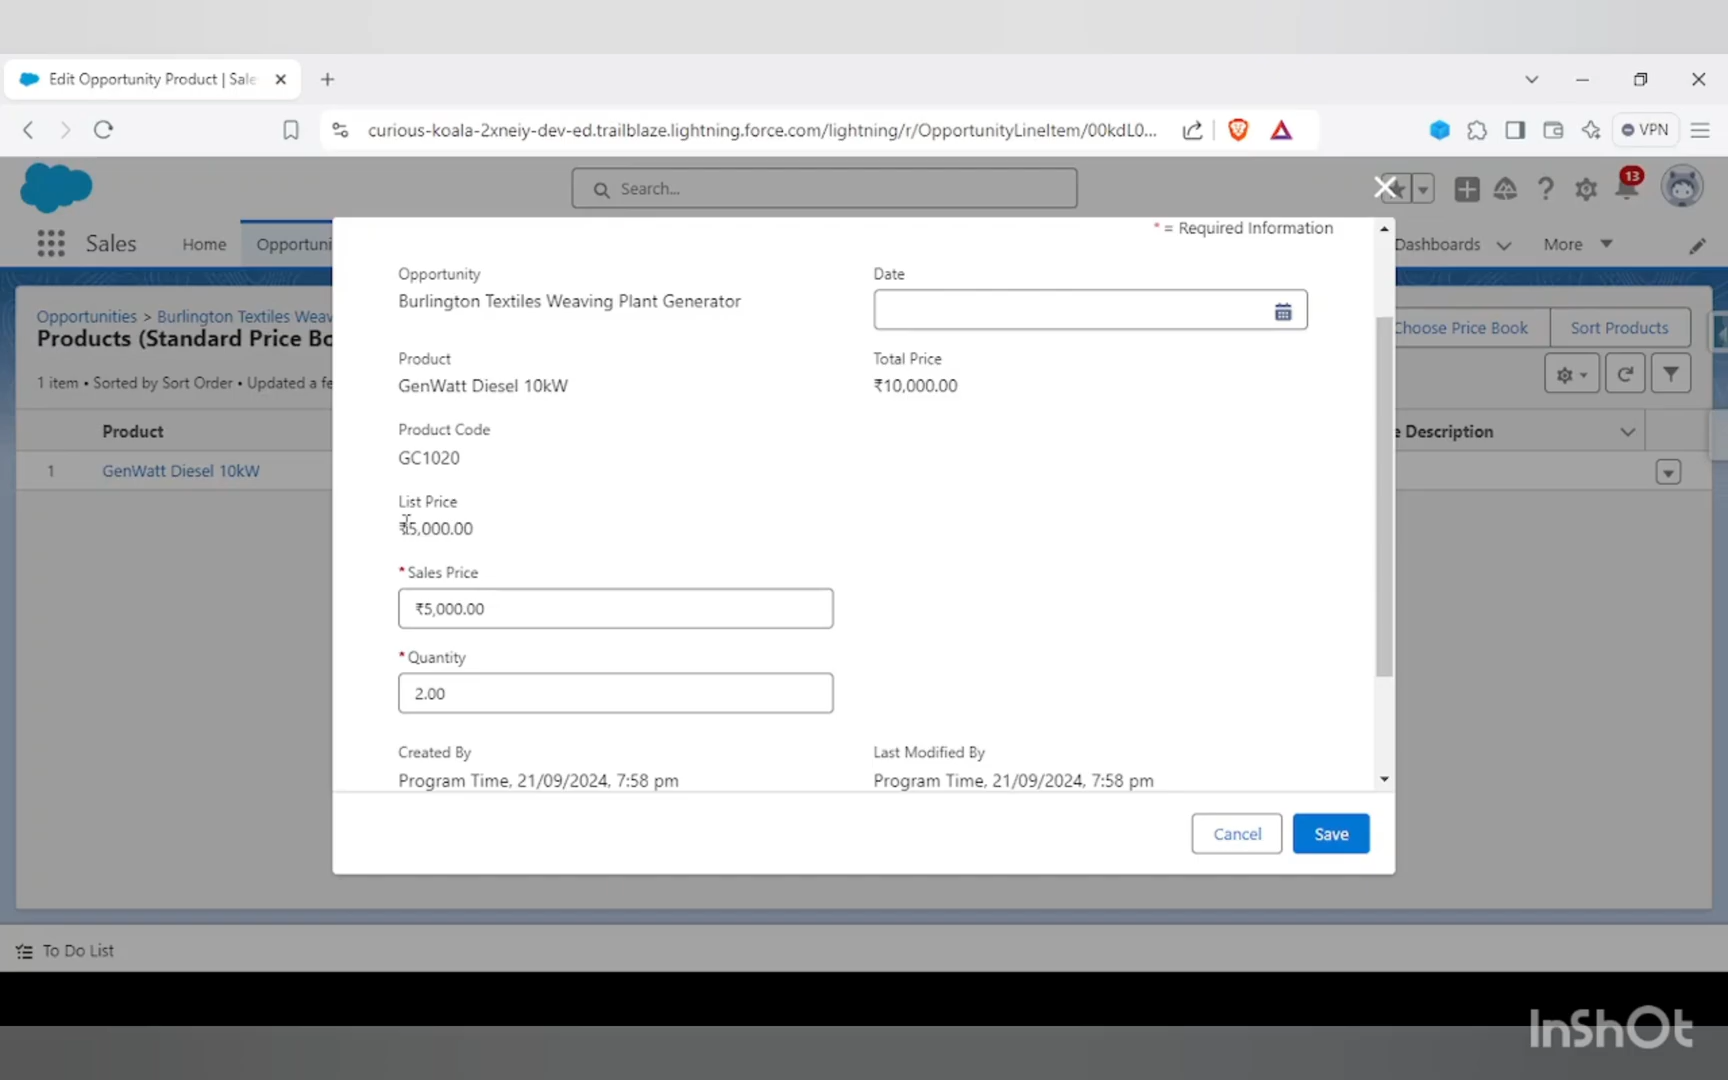 Edit Opportunity Product | Sale
curious-koala-2xneiy-dev-ed.trailblaze.lightning.force.com/lightning/r/OpportunityLineItem/00kdL0...
VPN
Search...
13
Sales
Home
Opportuni
Dashboards
More
* = Required Information
Opportunities > Burlington Textiles Weav
Products (Standard Price Bo
1 item • Sorted by Sort Order • Updated a fe
Choose Price Book
Sort Products
Product
e Description
1
GenWatt Diesel 10kW
Opportunity
Burlington Textiles Weaving Plant Generator
Date
Product
GenWatt Diesel 10kW
Total Price
₹10,000.00
Product Code
GC1020
List Price
₹5,000.00
*Sales Price
₹5,000.00
*Quantity
2.00
Created By
Program Time, 21/09/2024, 7:58 pm
Last Modified By
Program Time, 21/09/2024, 7:58 pm
Cancel
Save
To Do List
InShOt